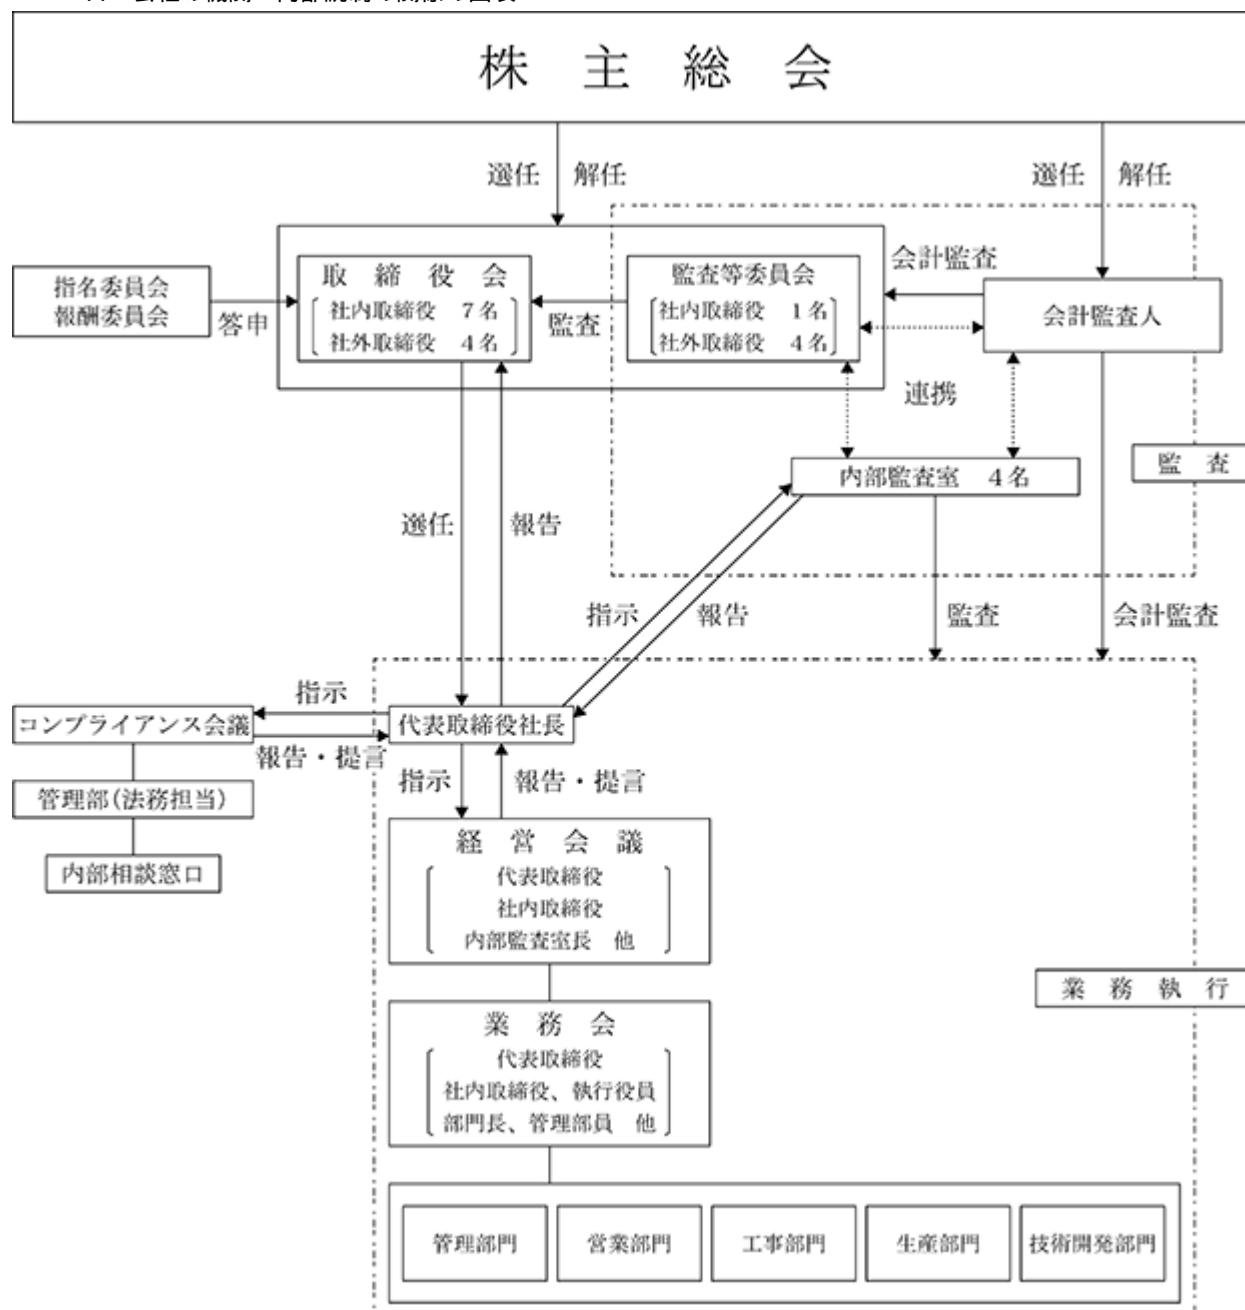 株主総会
選任 解任
選任 解任
指名委員会
報酬委員会
答申
取締役会
社内取締役 7名
社外取締役 4名
監査
監査等委員会
社内取締役 1名
社外取締役 4名
会計監査
会計監査人
連携
内部監査室 4名
監査
選任
報告
指示
報告
監査
会計監査
コンプライアンス会議
指示
報告・提言
代表取締役社長
管理部(法務担当)
内部相談窓口
指示
報告・提言
経営会議
代表取締役
社内取締役
内部監査室長 他
業務執行
業務会
代表取締役
社内取締役、執行役員
部門長、管理部員 他
管理部門
営業部門
工事部門
生産部門
技術開発部門